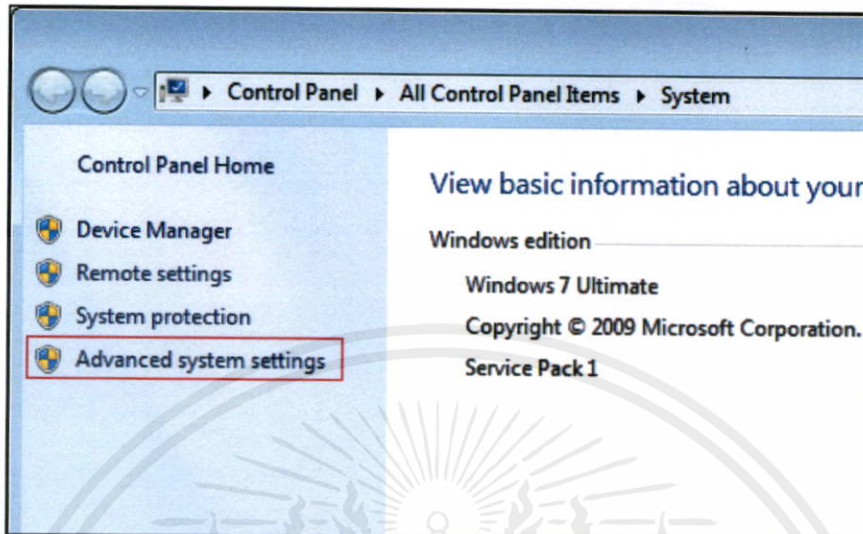 Control Panel ▸ All Control Panel Items ▸ System
Control Panel Home
Device Manager
Remote settings
System protection
Advanced system settings
View basic information about your
Windows edition
Windows 7 Ultimate
Copyright © 2009 Microsoft Corporation.
Service Pack 1